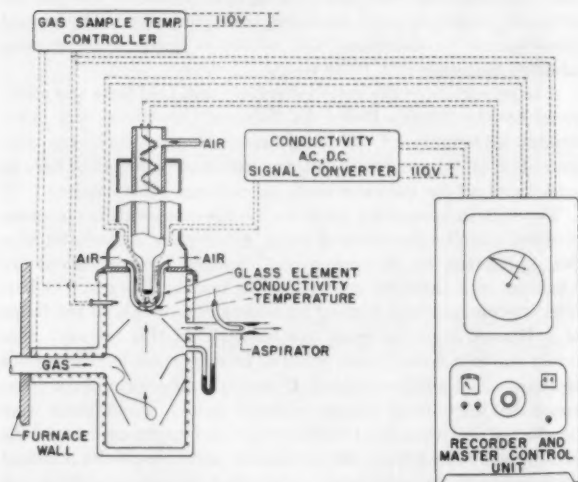 GAS SAMPLE TEMP.
CONTROLLER
110V
AIR
CONDUCTIVITY
A.C., D.C.
SIGNAL CONVERTER
110V
AIR
AIR
GLASS ELEMENT
CONDUCTIVITY
TEMPERATURE
ASPIRATOR
GAS
FURNACE
WALL
RECORDER AND
MASTER CONTROL
UNIT